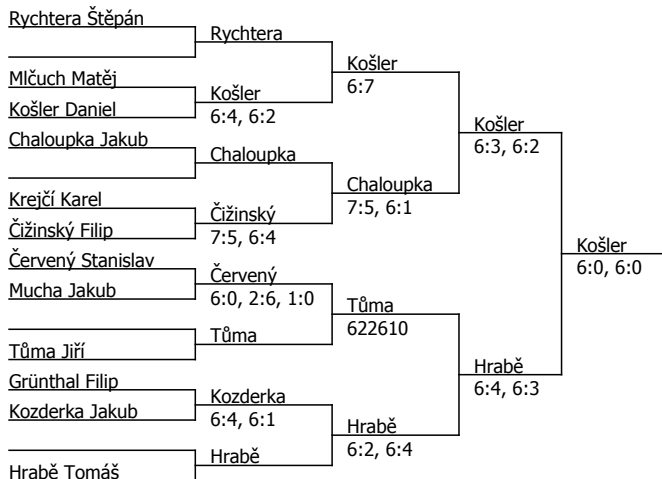 Rychtera Štěpán
Rychtera
Košler
6:7
Mlčuch Matěj
Košler
6:4, 6:2
Košler Daniel
Košler
6:3, 6:2
Chaloupka Jakub
Chaloupka
Chaloupka
7:5, 6:1
Krejčí Karel
Čižinský
7:5, 6:4
Čižinský Filip
Košler
6:0, 6:0
Červený Stanislav
Červený
6:0, 2:6, 1:0
Mucha Jakub
Tůma
622610
Tůma
Tůma Jiří
Hrabě
6:4, 6:3
Grünthal Filip
Kozderka
6:4, 6:1
Kozderka Jakub
Hrabě
6:2, 6:4
Hrabě
Hrabě Tomáš